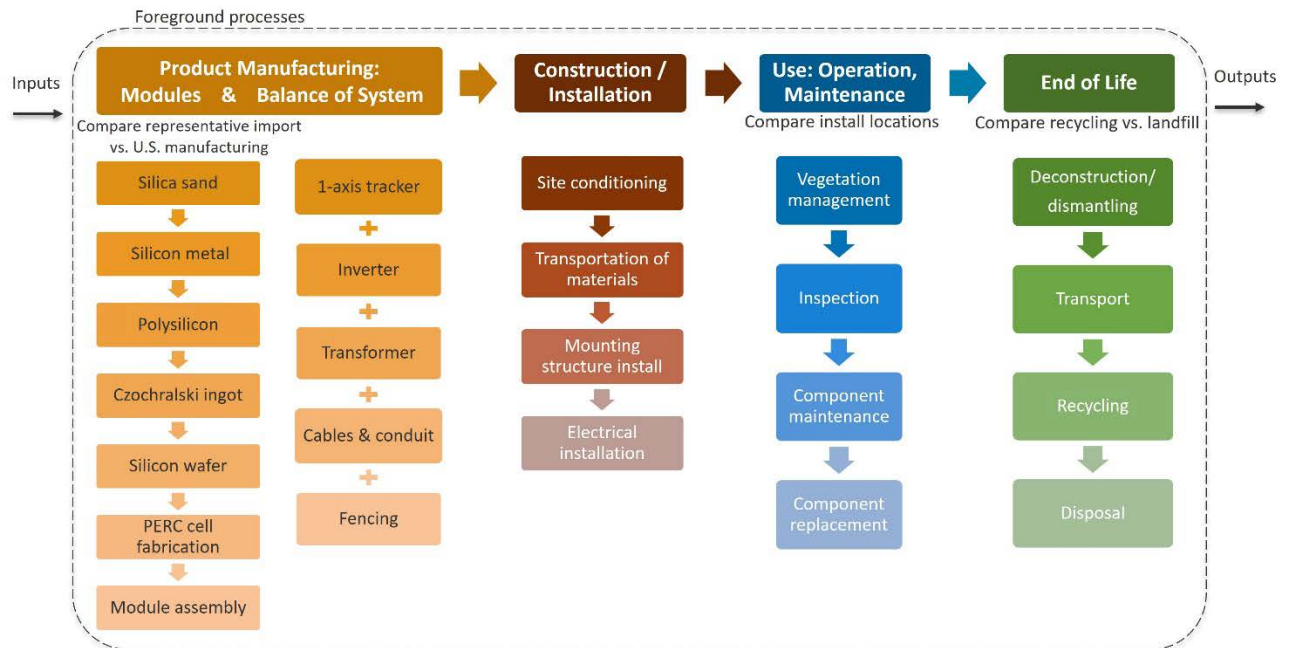 Foreground processes
Inputs
Outputs
Product Manufacturing:
Modules & Balance of System
Compare representative import
vs. U.S. manufacturing
Silica sand
Silicon metal
Polysilicon
Czochralski ingot
Silicon wafer
PERC cell
fabrication
Module assembly
1-axis tracker
Inverter
Transformer
Cables & conduit
Fencing
Construction /
Installation
Site conditioning
Transportation of
materials
Mounting
structure install
Electrical
installation
Use: Operation,
Maintenance
Compare install locations
Vegetation
management
Inspection
Component
maintenance
Component
replacement
End of Life
Compare recycling vs. landfill
Deconstruction/
dismantling
Transport
Recycling
Disposal